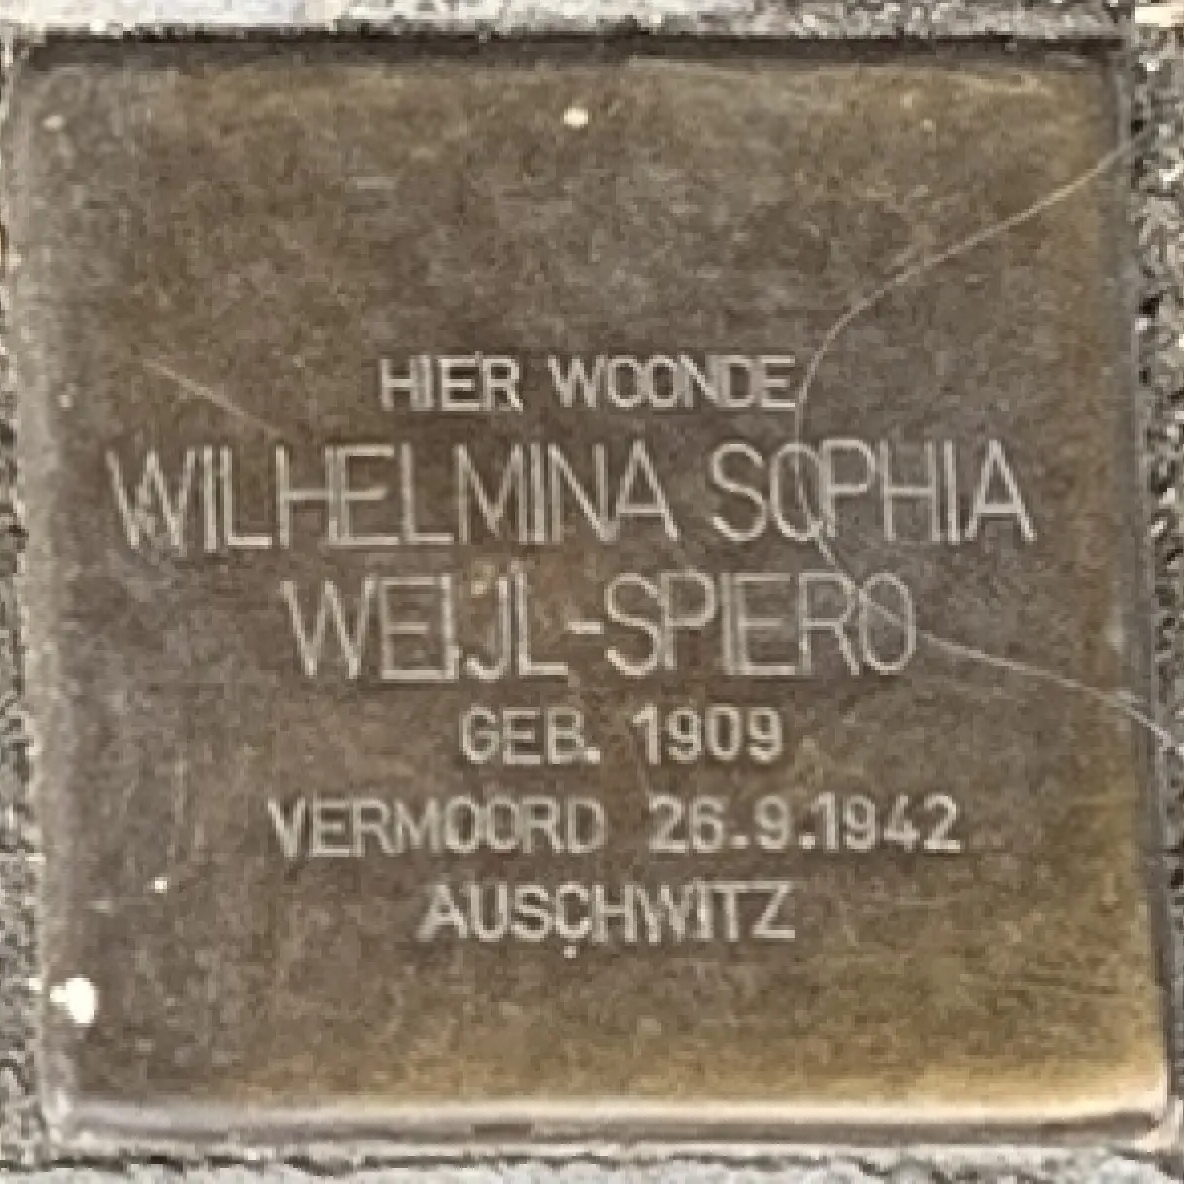 HIER WOONDE
WILHELMINA SOPHIA
WEIJL-SPIERO
GEB. 1909
VERMOORD 26.9.1942
AUSCHWITZ